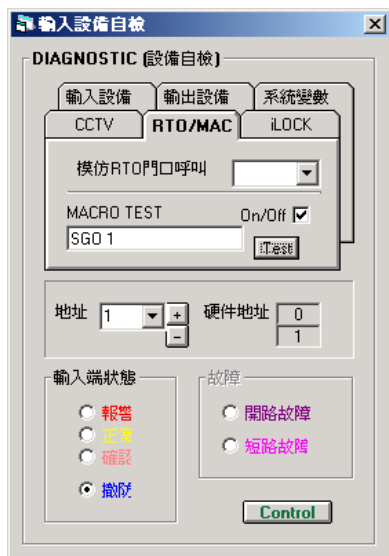 輸入設備自檢
DIAGNOSTIC (設備自檢)
輸入設備 輸出設備 系統變數
CCTV RTO/MAC iLOCK
模仿RTO門口呼叫
MACRO TEST On/Off
SGO 1 Test
地址 1 + - 硬件地址 0
1
輸入端狀態 故障
報警 開路故障
正常
確認 短路故障
撤防
Control